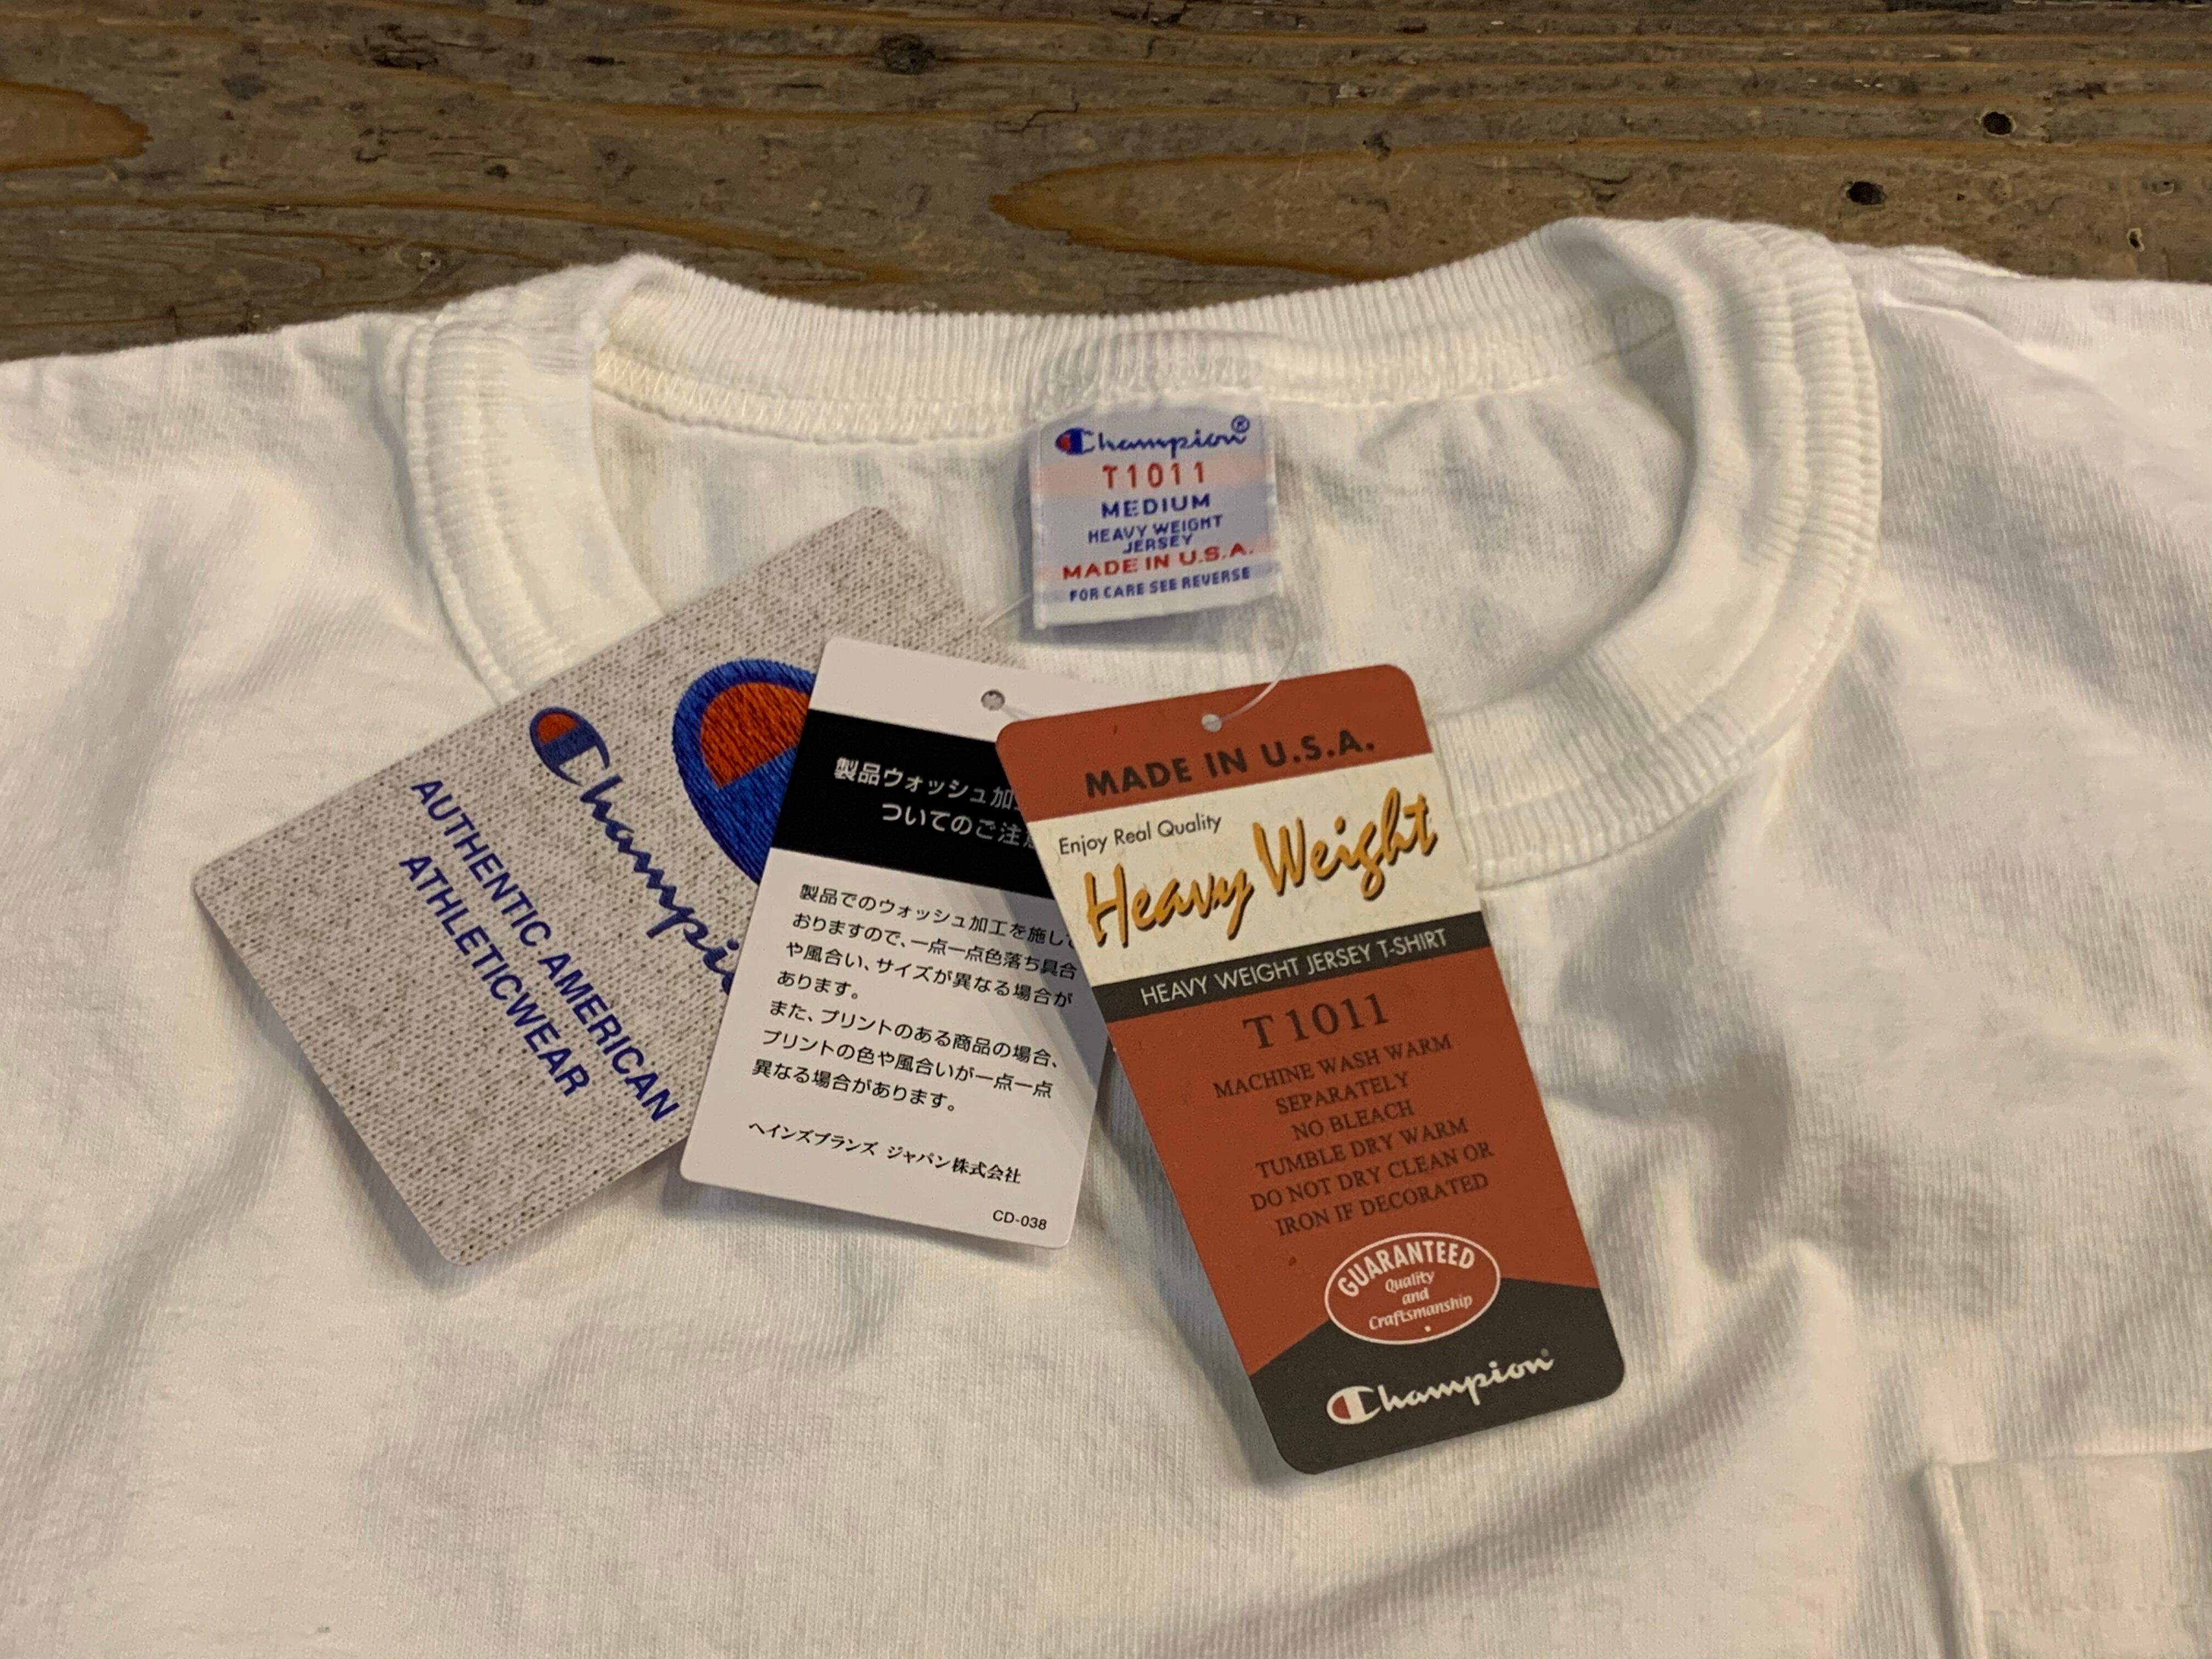 Champion®
T1011
MEDIUM
HEAVY WEIGHT
JERSEY
MADE IN U.S.A.
FOR CARE SEE REVERSE
Champio
AUTHENTIC AMERICAN
ATHLETICWEAR
製品ウォッシュ加
ついてのご注
製品でのウォッシュ加工を施して
おりますので、一点一点色落ち具合
や風合い、サイズが異なる場合が
あります。
また、プリントのある商品の場合、
プリントの色や風合いが一点一点
異なる場合があります。
ヘインズブランズ ジャパン株式会社
CD-038
MADE IN U.S.A.
Enjoy Real Quality
Heavy Weight
HEAVY WEIGHT JERSEY T-SHIRT
T1011
MACHINE WASH WARM
SEPARATELY
NO BLEACH
TUMBLE DRY WARM
DO NOT DRY CLEAN OR
IRON IF DECORATED
GUARANTEED
Quality
and
Craftsmanship
Champion®